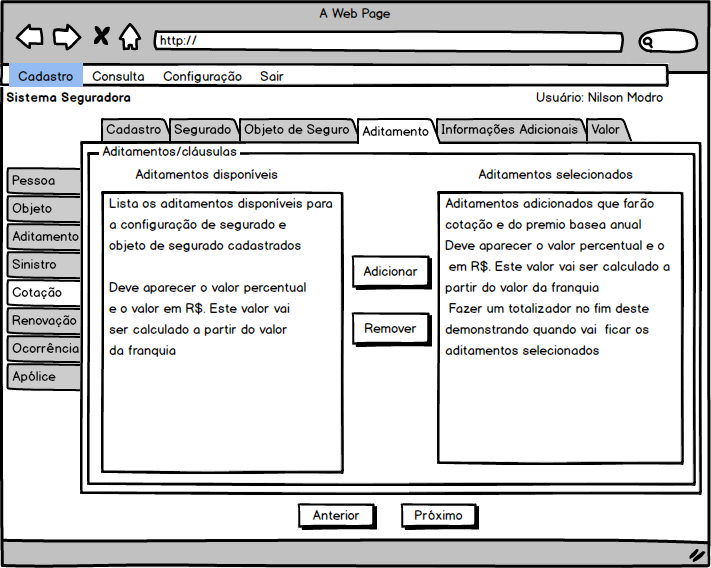 A Web Page
http://
Cadastro Consulta Configuração Sair
Sistema Seguradora
Usuário: Nilson Modro
Cadastro Segurado Objeto de Seguro Aditamento Informações Adicionais Valor
Pessoa
Objeto
Aditamento
Sinistro
Cotação
Renovação
Ocorrência
Apólice
Aditamentos/cláusulas
Aditamentos disponíveis
Lista os aditamentos disponíveis para
a configuração de segurado e
objeto de segurado cadastrados
Deve aparecer o valor percentual
e o valor em R$. Este valor vai
ser calculado a partir do valor
da franquia
Adicionar
Remover
Aditamentos selecionados
Aditamentos adicionados que farão
cotação e do premio basea anual
Deve aparecer o valor percentual e o
em R$. Este valor vai ser calculado a
partir do valor da franquia
Fazer um totalizador no fim deste
demonstrando quando vai ficar os
aditamentos selecionados
Anterior
Próximo